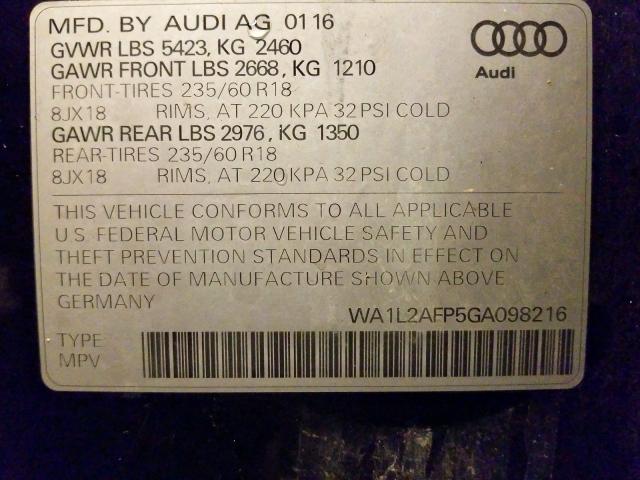 MFD. BY AUDI AG 01 16
GVWR LBS 5423, KG 2460
GAWR FRONT LBS 2668, KG 1210
FRONT-TIRES 235/60 R18
8JX18 RIMS, AT 220 KPA 32 PSI COLD
GAWR REAR LBS 2976, KG 1350
REAR-TIRES 235/60 R18
8JX18 RIMS, AT 220 KPA 32 PSI COLD
Audi
THIS VEHICLE CONFORMS TO ALL APPLICABLE
U.S. FEDERAL MOTOR VEHICLE SAFETY AND
THEFT PREVENTION STANDARDS IN EFFECT ON
THE DATE OF MANUFACTURE SHOWN ABOVE
GERMANY
WA1L2AFP5GA098216
TYPE
MPV